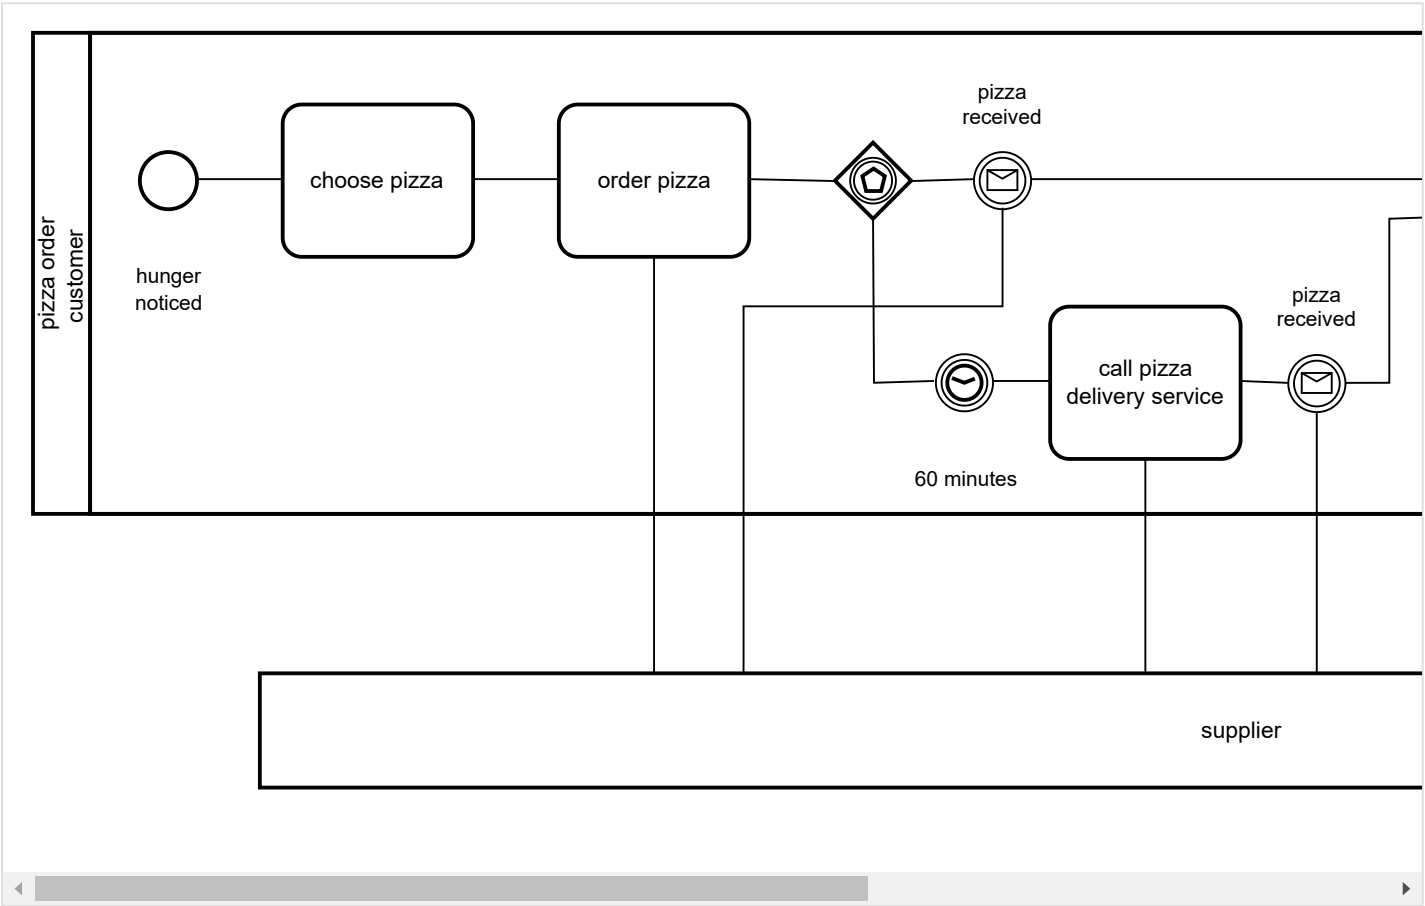 pizza order
customer
hunger
noticed
choose pizza
order pizza
pizza
received
60 minutes
call pizza
delivery service
pizza
received
supplier